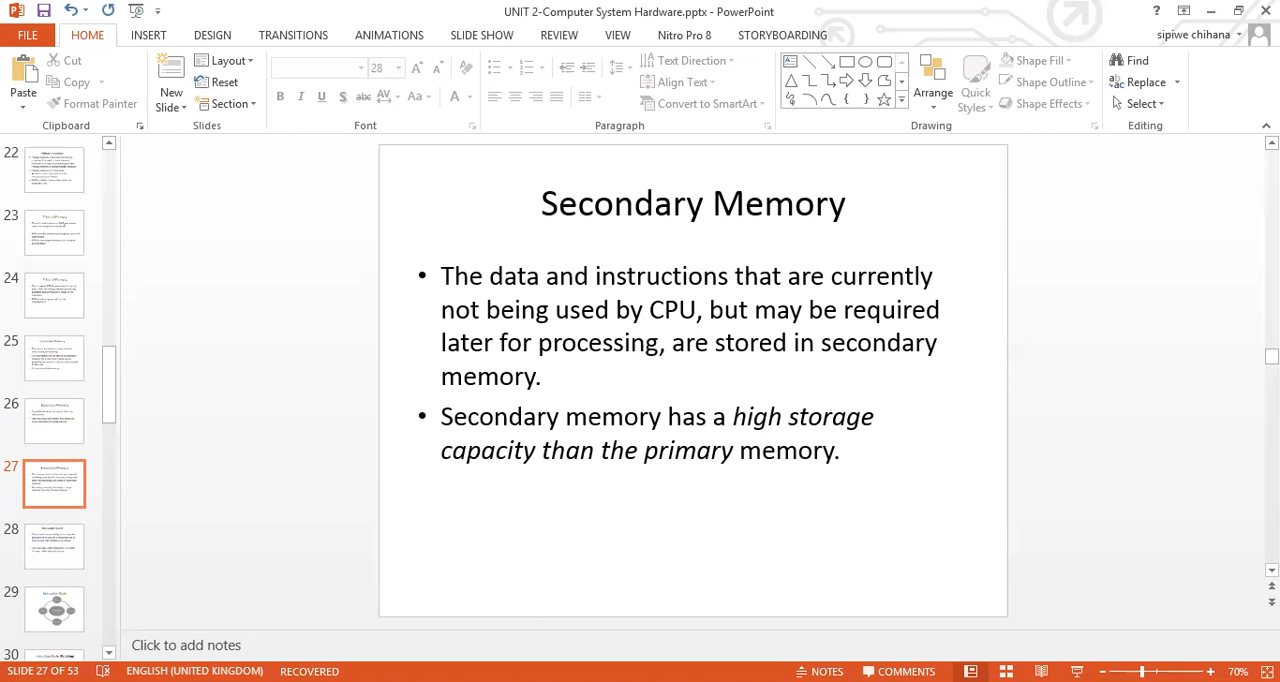 UNIT 2-Computer System Hardware.pptx - PowerPoint
?
FILE HOME INSERT DESIGN TRANSITIONS ANIMATIONS SLIDE SHOW REVIEW VIEW Nitro Pro 8 STORYBOARDING sipiwe chihana
Paste
Cut
Copy
Format Painter
Clipboard
New
Slide
Layout
Reset
Section
Slides
28
B I U S abc AV Aa A
Font
Text Direction
Align Text
Convert to SmartArt
Paragraph
Arrange
Quick
Styles
Shape Fill
Shape Outline
Shape Effects
Drawing
Find
Replace
Select
Editing
22
23
24
25
26
27
28
29
30
Secondary Memory
• The data and instructions that are currently
not being used by CPU, but may be required
later for processing, are stored in secondary
memory.
• Secondary memory has a high storage
capacity than the primary memory.
Click to add notes
SLIDE 27 OF 53 ENGLISH (UNITED KINGDOM) RECOVERED NOTES COMMENTS 70%